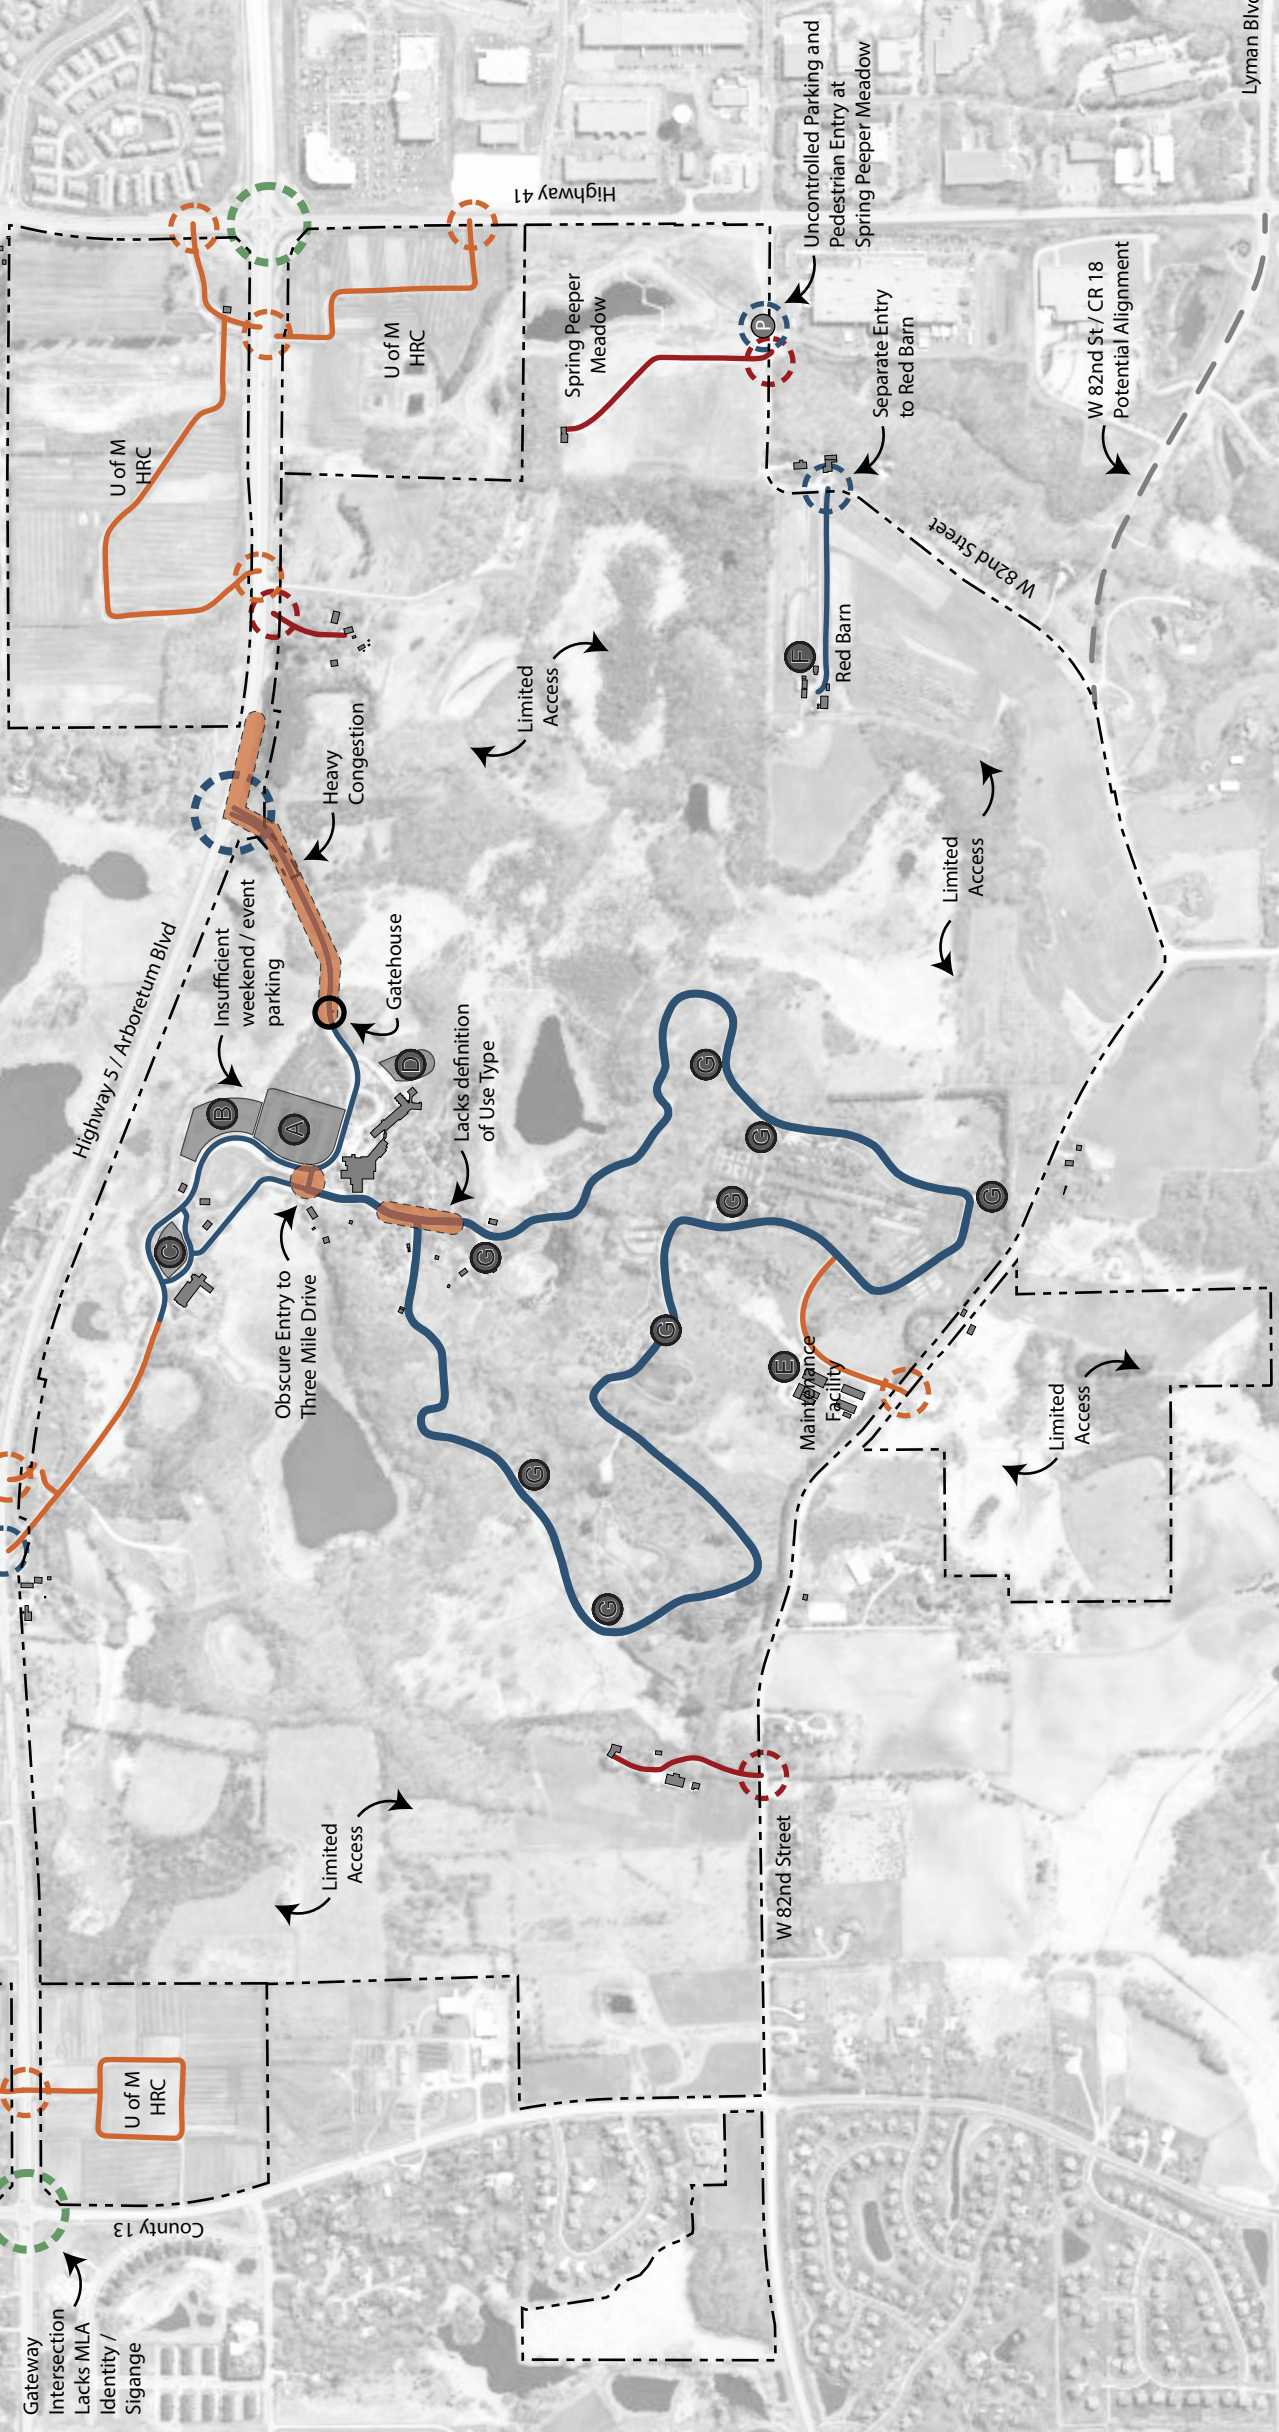 Gateway
Intersection
Lacks MLA
Identity /
Sigange
County 13
U of M
HRC
Limited
Access
W 82nd Street
Highway 5 / Arboretum Blvd
Insufficient
weekend / event
parking
Obscure Entry to
Three Mile Drive
Heavy
Congestion
Gatehouse
Lacks definition
of Use Type
A
B
C
D
G
G
G
G
G
G
G
G
E
Maintenance
Facility
Limited
Access
Limited
Access
Limited
Access
U of M
HRC
U of M
HRC
Highway 41
Spring Peeper
Meadow
P
Uncontrolled Parking and
Pedestrian Entry at
Spring Peeper Meadow
Separate Entry
to Red Barn
F
Red Barn
W 82nd Street
W 82nd St / CR 18
Potential Alignment
Lyman Blvd